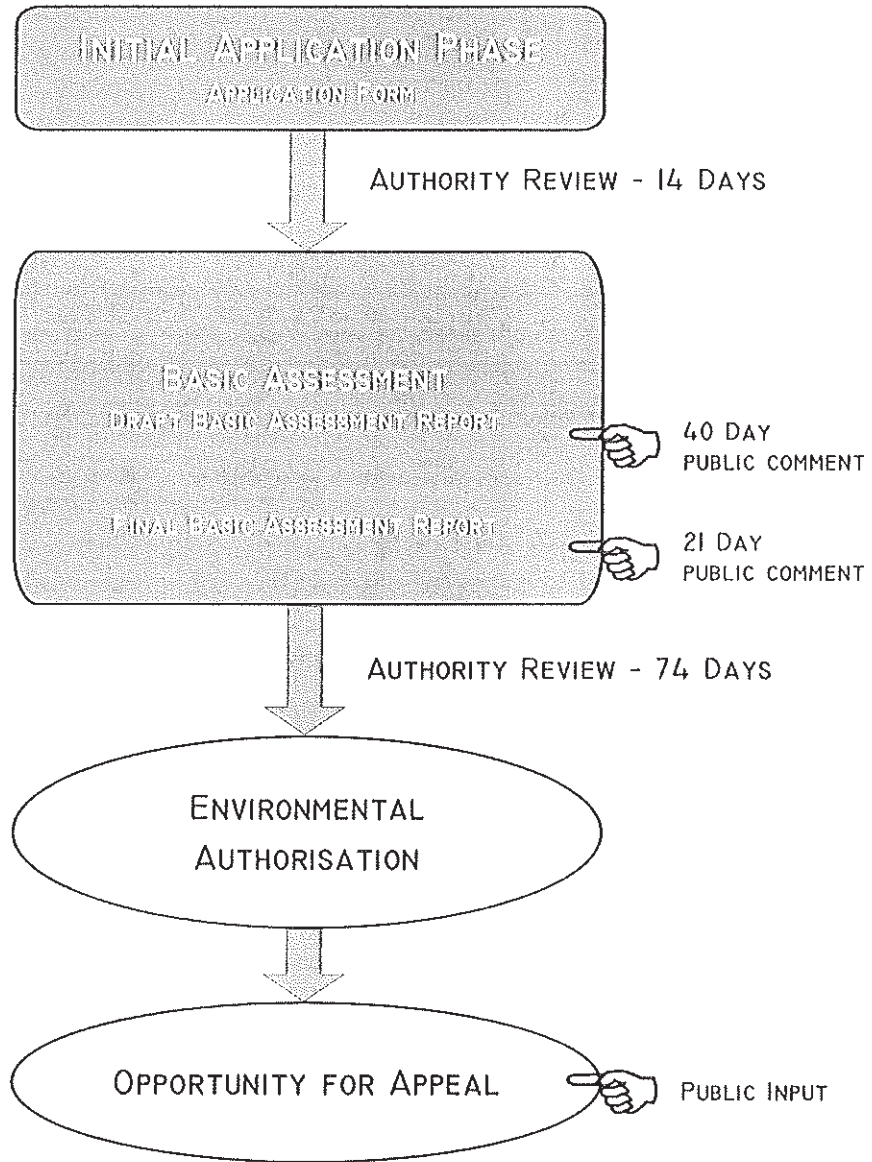 INITIAL APPLICATION PHASE
APPLICATION FORM
AUTHORITY REVIEW - 14 DAYS
BASIC ASSESSMENT
DRAFT BASIC ASSESSMENT REPORT
40 DAY
PUBLIC COMMENT
FINAL BASIC ASSESSMENT REPORT
21 DAY
PUBLIC COMMENT
AUTHORITY REVIEW - 74 DAYS
ENVIRONMENTAL
AUTHORISATION
OPPORTUNITY FOR APPEAL
PUBLIC INPUT